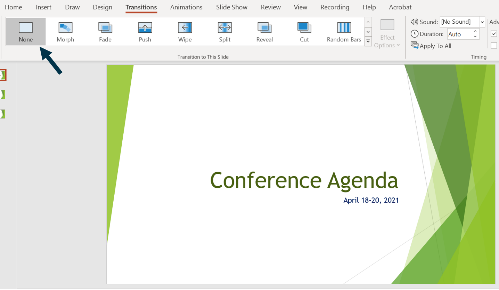 Home Insert Draw Design Transitions Animations Slide Show Review View Recording Help Acrobat
None Morph Fade Push Wipe Split Reveal Cut Random Bars
Effect
Options
Sound: [No Sound]
Duration: Auto
Apply To All
Adv
Transition to This Slide
Timing
Conference Agenda
April 18-20, 2021